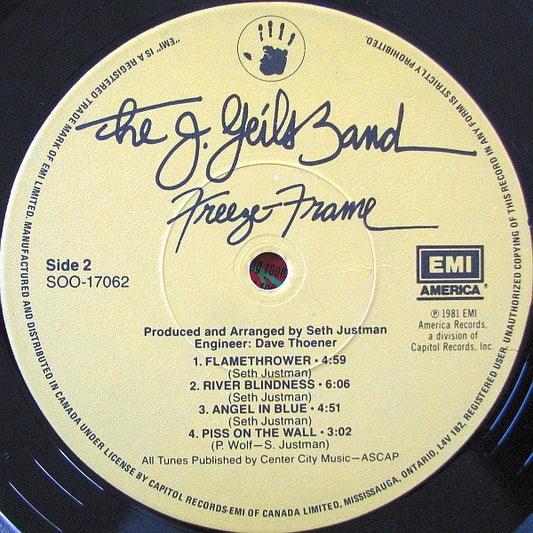 The J. Geils Band
Freeze-Frame
Side 2
SOO-17062
EMI
AMERICA®
℗ 1981 EMI
America Records,
a division of
Capitol Records, Inc.
Produced and Arranged by Seth Justman
Engineer: Dave Thoener
1. FLAMETHROWER • 4:59
(Seth Justman)
2. RIVER BLINDNESS • 6:06
(Seth Justman)
3. ANGEL IN BLUE • 4:51
(Seth Justman)
4. PISS ON THE WALL • 3:02
(P. Wolf—S. Justman)
All Tunes Published by Center City Music—ASCAP
MANUFACTURED AND DISTRIBUTED IN CANADA UNDER LICENSE BY CAPITOL RECORDS-EMI OF CANADA LIMITED, MISSISSAUGA, ONTARIO, L4V 1B2, REGISTERED USER. UNAUTHORIZED COPYING OF THIS RECORD IN ANY FORM IS STRICTLY PROHIBITED.
"EMI" IS A REGISTERED TRADE MARK OF EMI LIMITED.